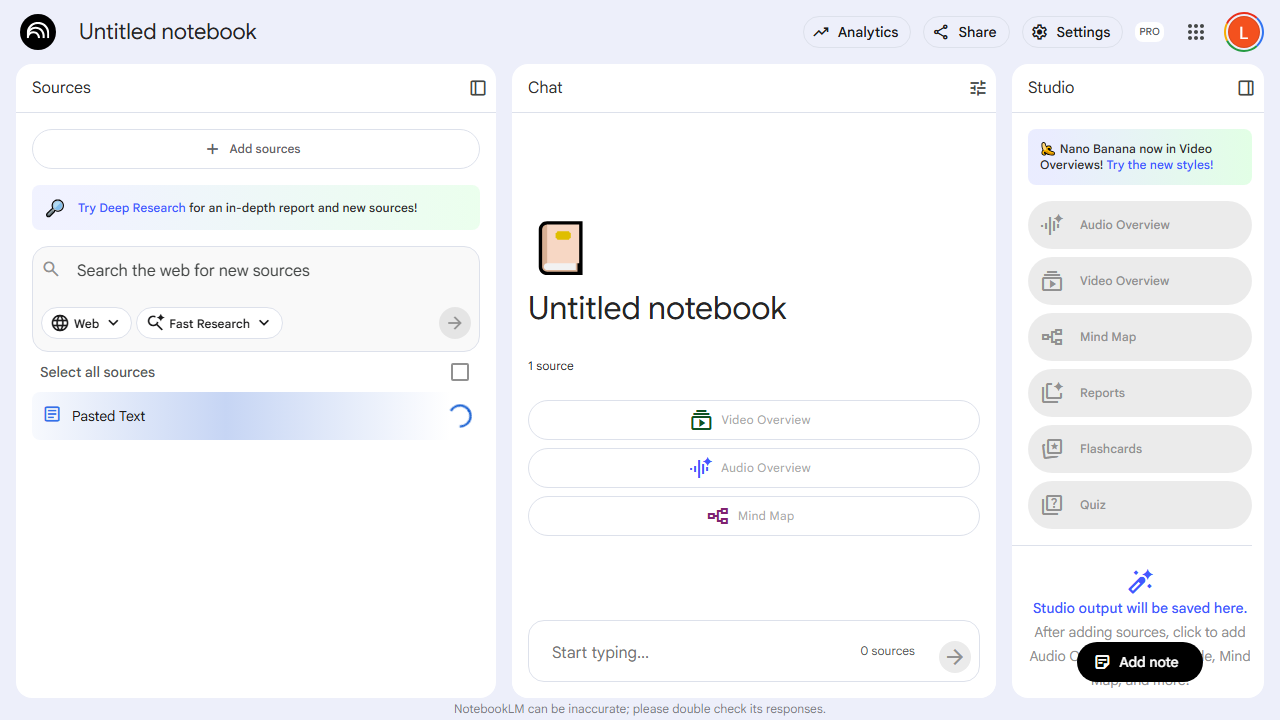 Untitled notebook
Analytics
Share
Settings
PRO
L
Sources
Add sources
Try Deep Research for an in-depth report and new sources!
Search the web for new sources
Web
Fast Research
Select all sources
Pasted Text
Chat
Untitled notebook
1 source
Video Overview
Audio Overview
Mind Map
Start typing...
0 sources
Studio
Nano Banana now in Video
Overviews! Try the new styles!
Audio Overview
Video Overview
Mind Map
Reports
Flashcards
Quiz
Studio output will be saved here.
After adding sources, click to add
Audio Mind
Add note
NotebookLM can be inaccurate; please double check its responses.